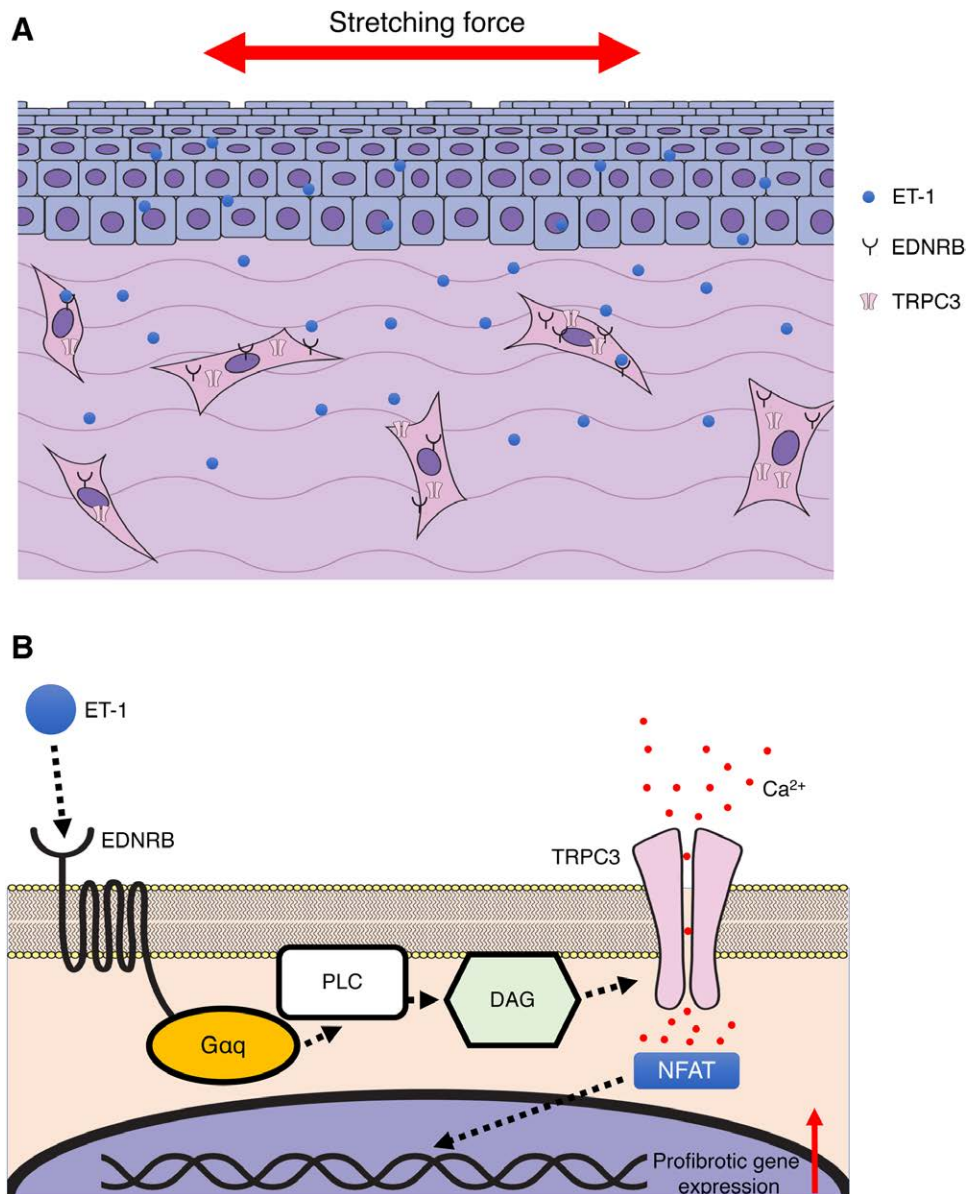 A
Stretching force
ET-1
EDNRB
TRPC3
B
ET-1
EDNRB
TRPC3
Ca²⁺
PLC
DAG
Gαq
NFAT
Profibrotic gene
expression